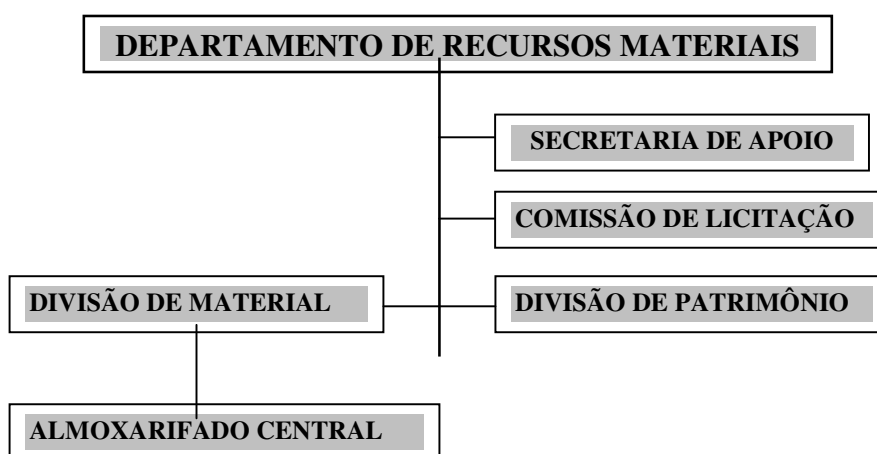 DEPARTAMENTO DE RECURSOS MATERIAIS
SECRETARIA DE APOIO
COMISSÃO DE LICITAÇÃO
DIVISÃO DE MATERIAL
DIVISÃO DE PATRIMÔNIO
ALMOXARIFADO CENTRAL